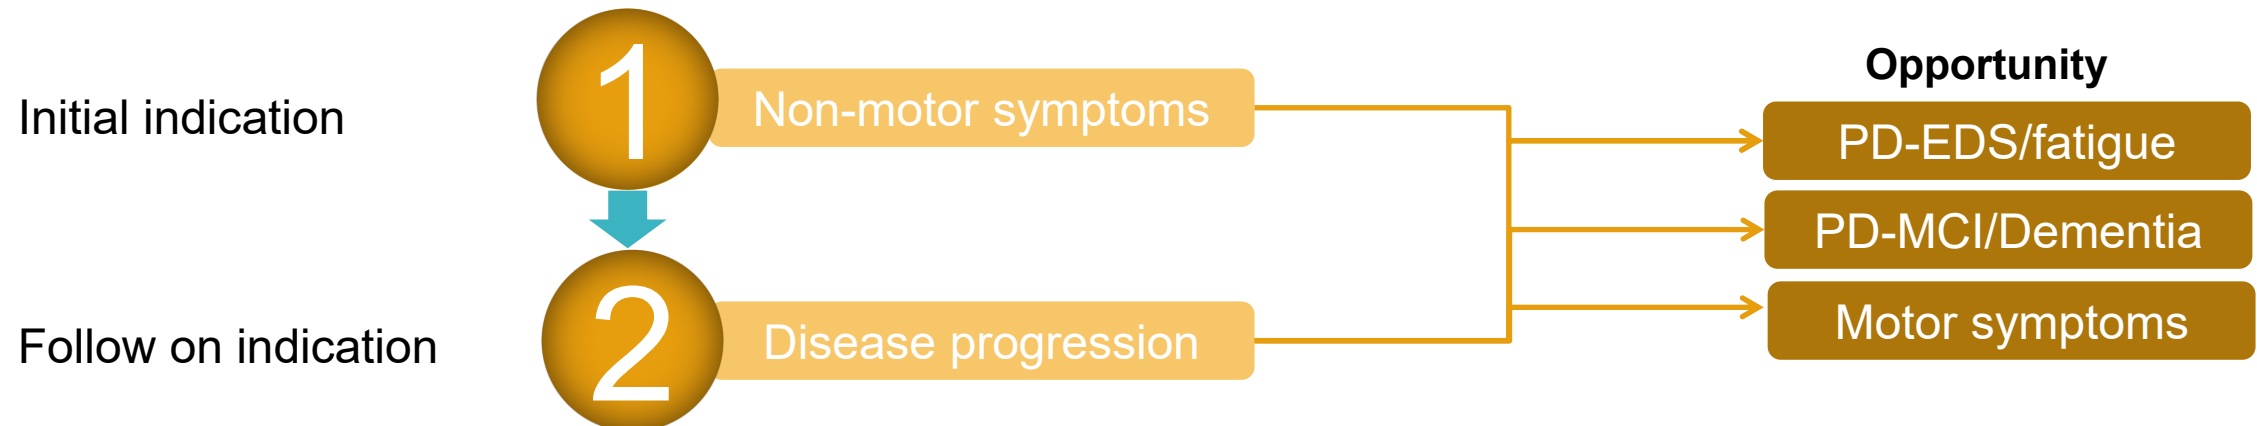 Opportunity
Initial indication
1
Non-motor symptoms
PD-EDS/fatigue
PD-MCI/Dementia
Follow on indication
2
Disease progression
Motor symptoms